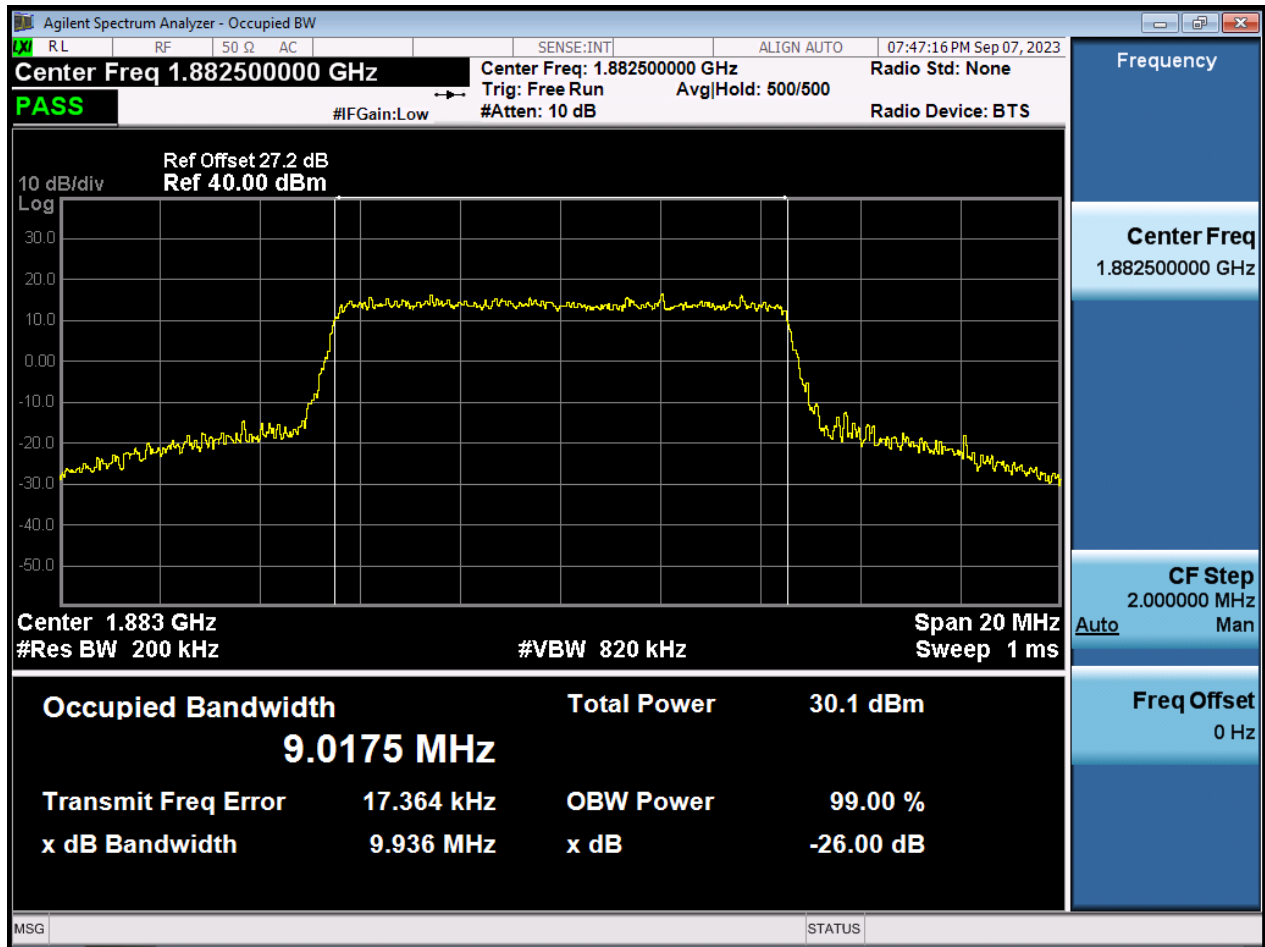 Agilent Spectrum Analyzer - Occupied BW
LXI RL RF 50 Ω AC SENSE:INT ALIGN AUTO 07:47:16 PM Sep 07, 2023
Center Freq 1.882500000 GHz
Center Freq: 1.882500000 GHz
Radio Std: None
Trig: Free Run Avg|Hold: 500/500
PASS
#IFGain:Low
#Atten: 10 dB
Radio Device: BTS
Ref Offset 27.2 dB
10 dB/div Ref 40.00 dBm
Log
30.0
20.0
10.0
0.00
-10.0
-20.0
-30.0
-40.0
-50.0
Center 1.883 GHz Span 20 MHz
#Res BW 200 kHz #VBW 820 kHz Sweep 1 ms
Occupied Bandwidth Total Power 30.1 dBm
9.0175 MHz
Transmit Freq Error 17.364 kHz OBW Power 99.00 %
x dB Bandwidth 9.936 MHz x dB -26.00 dB
MSG STATUS
Frequency
Center Freq
1.882500000 GHz
CF Step
2.000000 MHz
Auto Man
Freq Offset
0 Hz